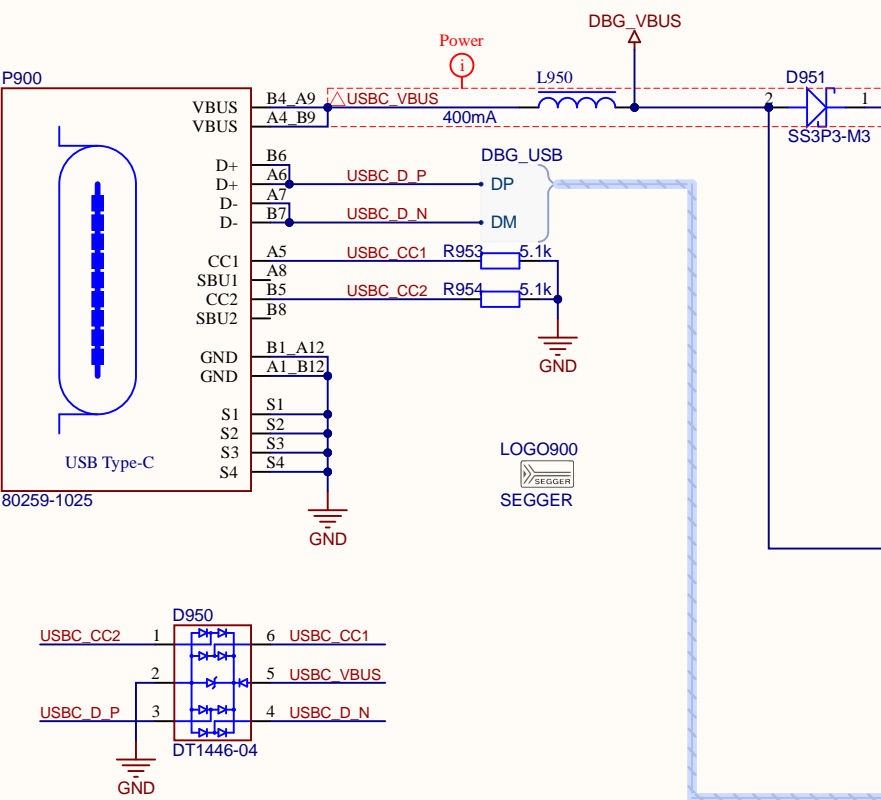 DBG_VBUS
Power
i
P900
L950
D951
VBUS B4_A9 USBC_VBUS 2 1
VBUS A4_B9 400mA
SS3P3-M3
DBG_USB
D+ B6
D+ A6 USBC_D_P DP
D- A7
D- B7 USBC_D_N DM
CC1 A5 USBC_CC1 R953 5.1k
SBU1 A8
CC2 B5 USBC_CC2 R954 5.1k
SBU2 B8
GND B1_A12
GND A1_B12
GND
S1 S1
S2 S2
S3 S3
S4 S4
USB Type-C
80259-1025
GND
LOGO900
SEGGER
SEGGER
D950
USBC_CC2 1 6 USBC_CC1
2 5 USBC_VBUS
USBC_D_P 3 4 USBC_D_N
DT1446-04
GND